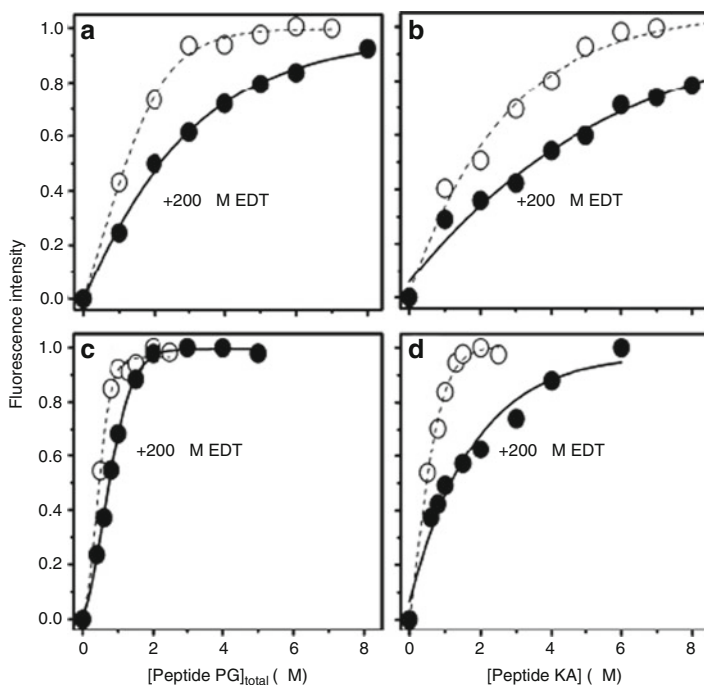 a
b
1.0
0.8
0.6
0.4
0.2
0.0
+200 M EDT
+200 M EDT
Fluorescence intensity
c
d
1.0
0.8
0.6
0.4
0.2
0.0
+200 M EDT
+200 M EDT
0 2 4 6 8
0 2 4 6 8
[Peptide PG]total ( M)
[Peptide KA] ( M)